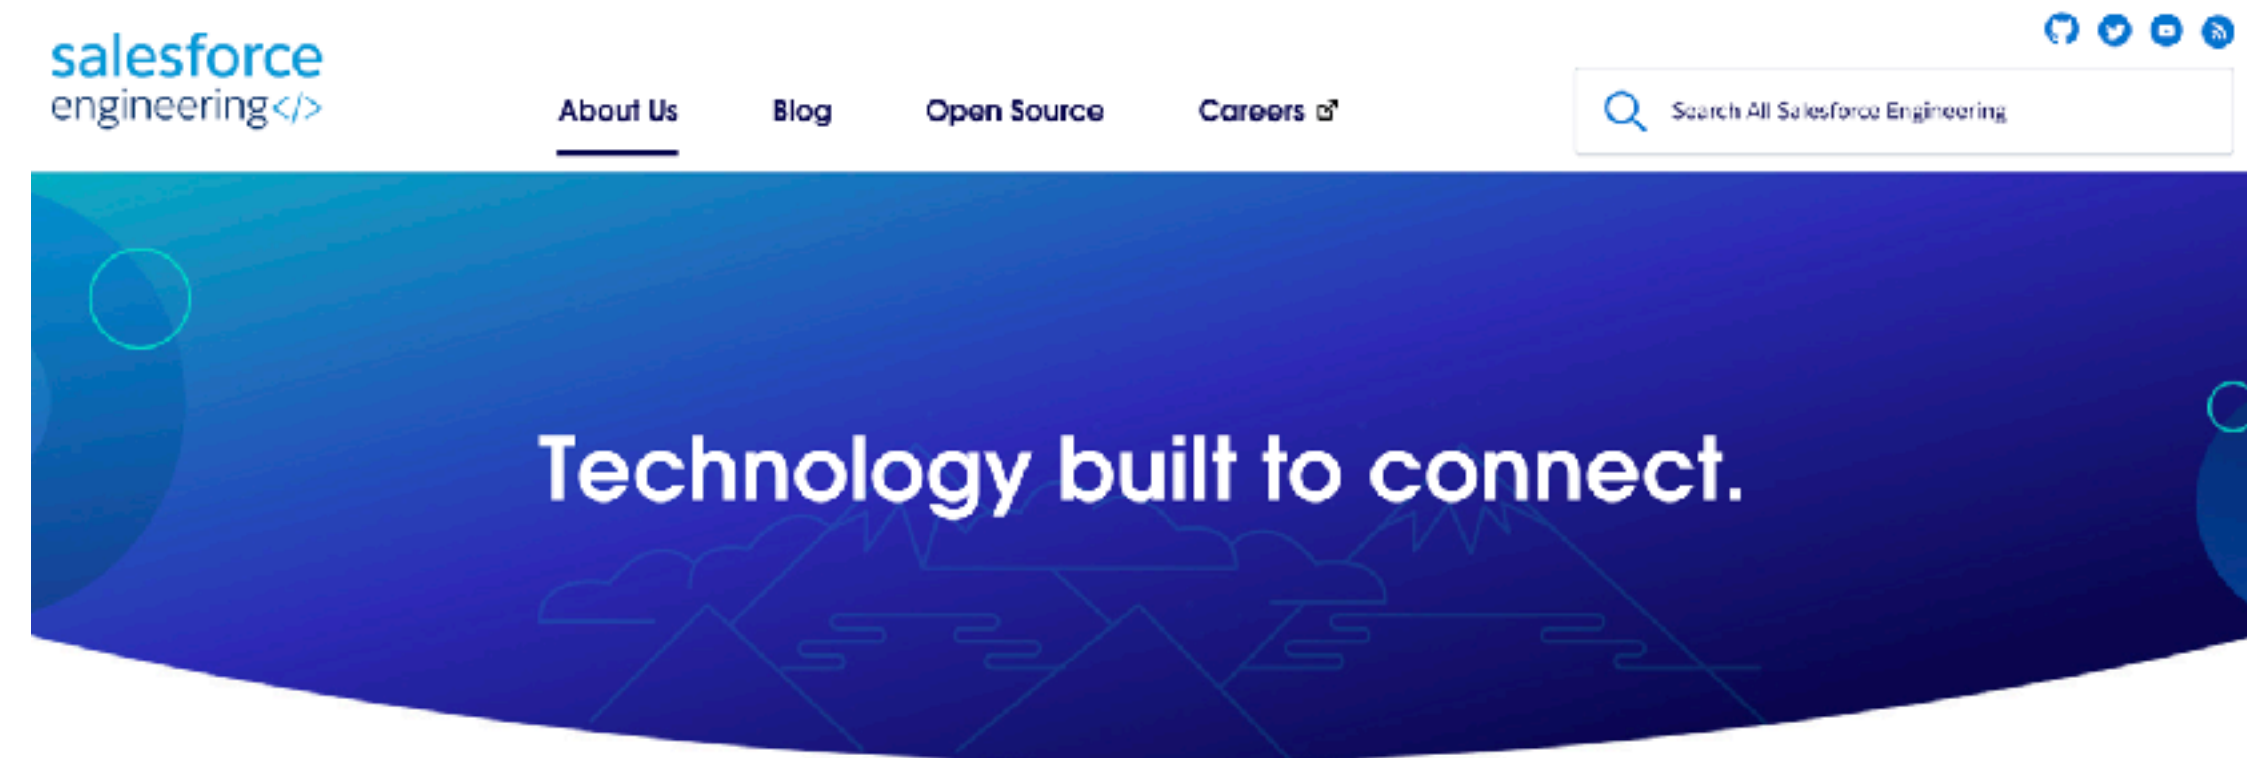 salesforce
engineering</>
About Us
Blog
Open Source
Careers
Search All Salesforce Engineering
Technology built to connect.